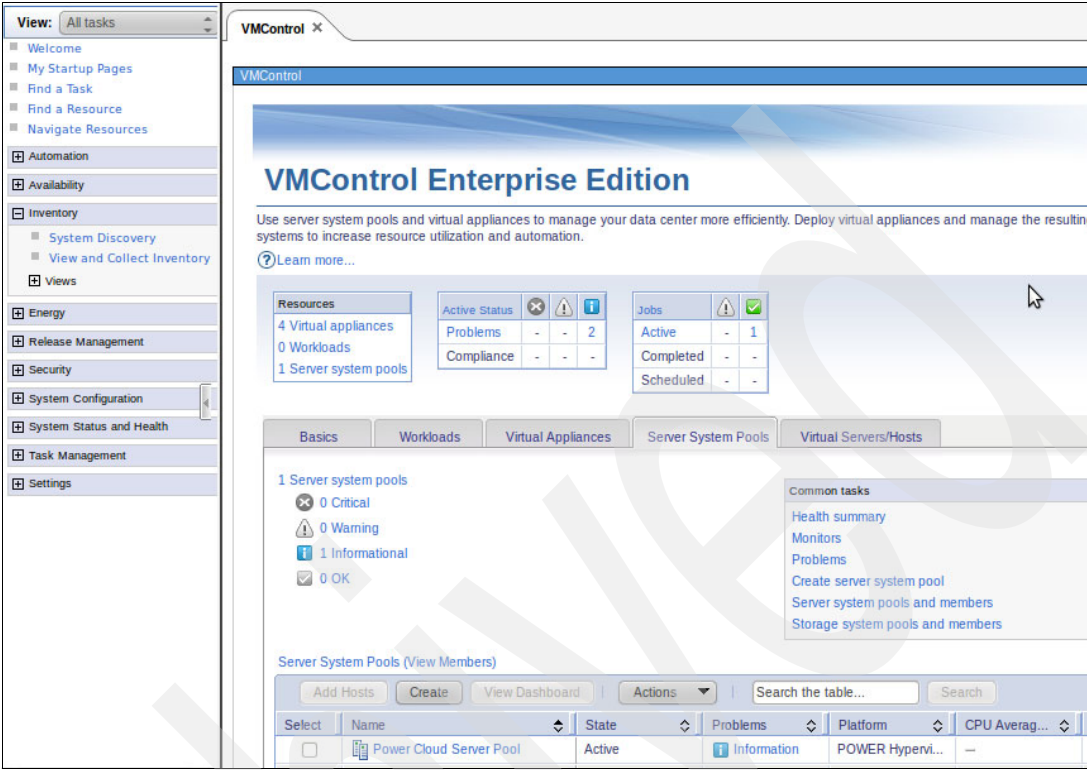 View: All tasks
Welcome
My Startup Pages
Find a Task
Find a Resource
Navigate Resources
Automation
Availability
Inventory
System Discovery
View and Collect Inventory
Views
Energy
Release Management
Security
System Configuration
System Status and Health
Task Management
Settings
VMControl
VMControl
VMControl Enterprise Edition
Use server system pools and virtual appliances to manage your data center more efficiently. Deploy virtual appliances and manage the resulting
systems to increase resource utilization and automation.
Learn more...
Resources
4 Virtual appliances
0 Workloads
1 Server system pools
Active Status
Problems - - 2
Compliance - - -
Jobs
Active - 1
Completed - -
Scheduled - -
Basics Workloads Virtual Appliances Server System Pools Virtual Servers/Hosts
1 Server system pools
0 Critical
0 Warning
1 Informational
0 OK
Common tasks
Health summary
Monitors
Problems
Create server system pool
Server system pools and members
Storage system pools and members
Server System Pools (View Members)
Add Hosts Create View Dashboard Actions Search the table... Search
Select Name State Problems Platform CPU Averag...
Power Cloud Server Pool Active Information POWER Hypervi... —